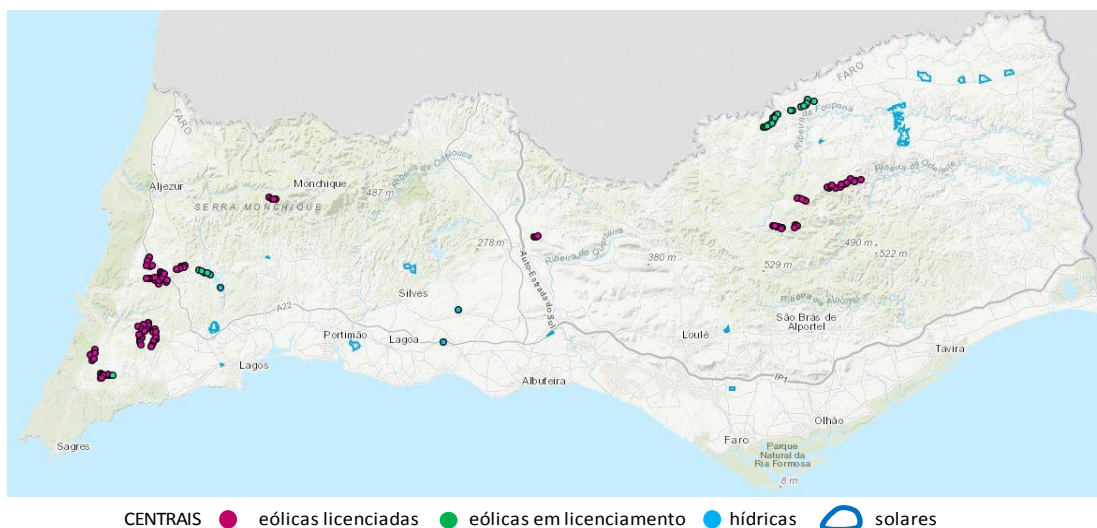 FARO
Ribeira de Foupana
FARO
Ribeira de Odelouca
Ribeira de Odeleite
Aljezur
Monchique
487 m
SERRA MONCHIQUE
278 m
Ribeira de Quarteira
380 m
490 m
522 m
529 m
Auto-Estrada do Sul
Silves
A22
Ribeira de Alportel
São Brás de
Alportel
Portimão
Lagoa
Loulé
Tavira
Lagos
Albufeira
IP1
Olhão
Sagres
Faro
Parque
Natural da
Ria Formosa
8 m
CENTRAIS eólicas licenciadas eólicas em licenciamento hídricas solares